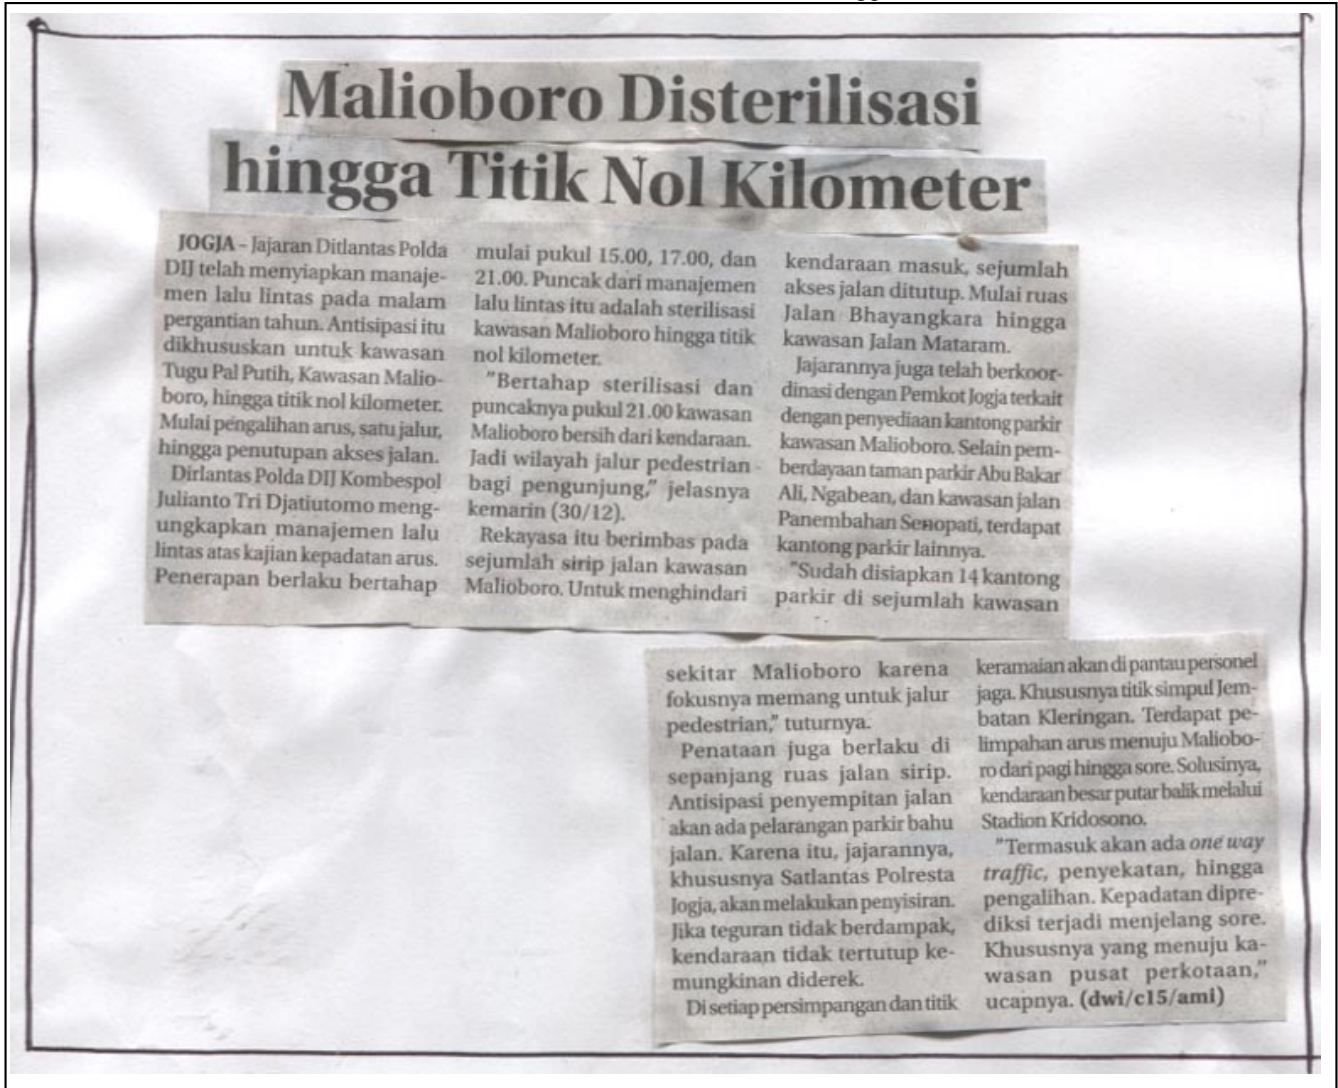 Malioboro Disterilisasi
hingga Titik Nol Kilometer
JOGJA – Jajaran Ditlantas Polda
DIJ telah menyiapkan manaje-
men lalu lintas pada malam
pergantian tahun. Antisipasi itu
dikhususkan untuk kawasan
Tugu Pal Putih, Kawasan Malio-
boro, hingga titik nol kilometer.
Mulai pengalihan arus, satu jalur,
hingga penutupan akses jalan.
Dirlantas Polda DIJ Kombespol
Julianto Tri Djatiutomo meng-
ungkapkan manajemen lalu
lintas atas kajian kepadatan arus.
Penerapan berlaku bertahap
mulai pukul 15.00, 17.00, dan
21.00. Puncak dari manajemen
lalu lintas itu adalah sterilisasi
kawasan Malioboro hingga titik
nol kilometer.
"Bertahap sterilisasi dan
puncaknya pukul 21.00 kawasan
Malioboro bersih dari kendaraan.
Jadi wilayah jalur pedestrian
bagi pengunjung," jelasnya
kemarin (30/12).
Rekayasa itu berimbas pada
sejumlah sirip jalan kawasan
Malioboro. Untuk menghindari
kendaraan masuk, sejumlah
akses jalan ditutup. Mulai ruas
Jalan Bhayangkara hingga
kawasan Jalan Mataram.
Jajarannya juga telah berkoor-
dinasi dengan Pemkot Jogja terkait
dengan penyediaan kantong parkir
kawasan Malioboro. Selain pem-
berdayaan taman parkir Abu Bakar
Ali, Ngabean, dan kawasan jalan
Panembahan Senopati, terdapat
kantong parkir lainnya.
"Sudah disiapkan 14 kantong
parkir di sejumlah kawasan
sekitar Malioboro karena
fokusnya memang untuk jalur
pedestrian," tuturnya.
Penataan juga berlaku di
sepanjang ruas jalan sirip.
Antisipasi penyempitan jalan
akan ada pelarangan parkir bahu
jalan. Karena itu, jajarannya,
khususnya Satlantas Polresta
Jogja, akan melakukan penyisiran.
Jika teguran tidak berdampak,
kendaraan tidak tertutup ke-
mungkinan diderek.
Di setiap persimpangan dan titik
keramaian akan di pantau personel
jaga. Khususnya titik simpul Jem-
batan Kleringan. Terdapat pe-
limpahan arus menuju Maliobo-
ro dari pagi hingga sore. Solusinya,
kendaraan besar putar balik melalui
Stadion Kridosono.
"Termasuk akan ada one way
traffic, penyekatan, hingga
pengalihan. Kepadatan dipre-
diksi terjadi menjelang sore.
Khususnya yang menuju ka-
wasan pusat perkotaan,"
ucapnya. (dwi/c15/ami)